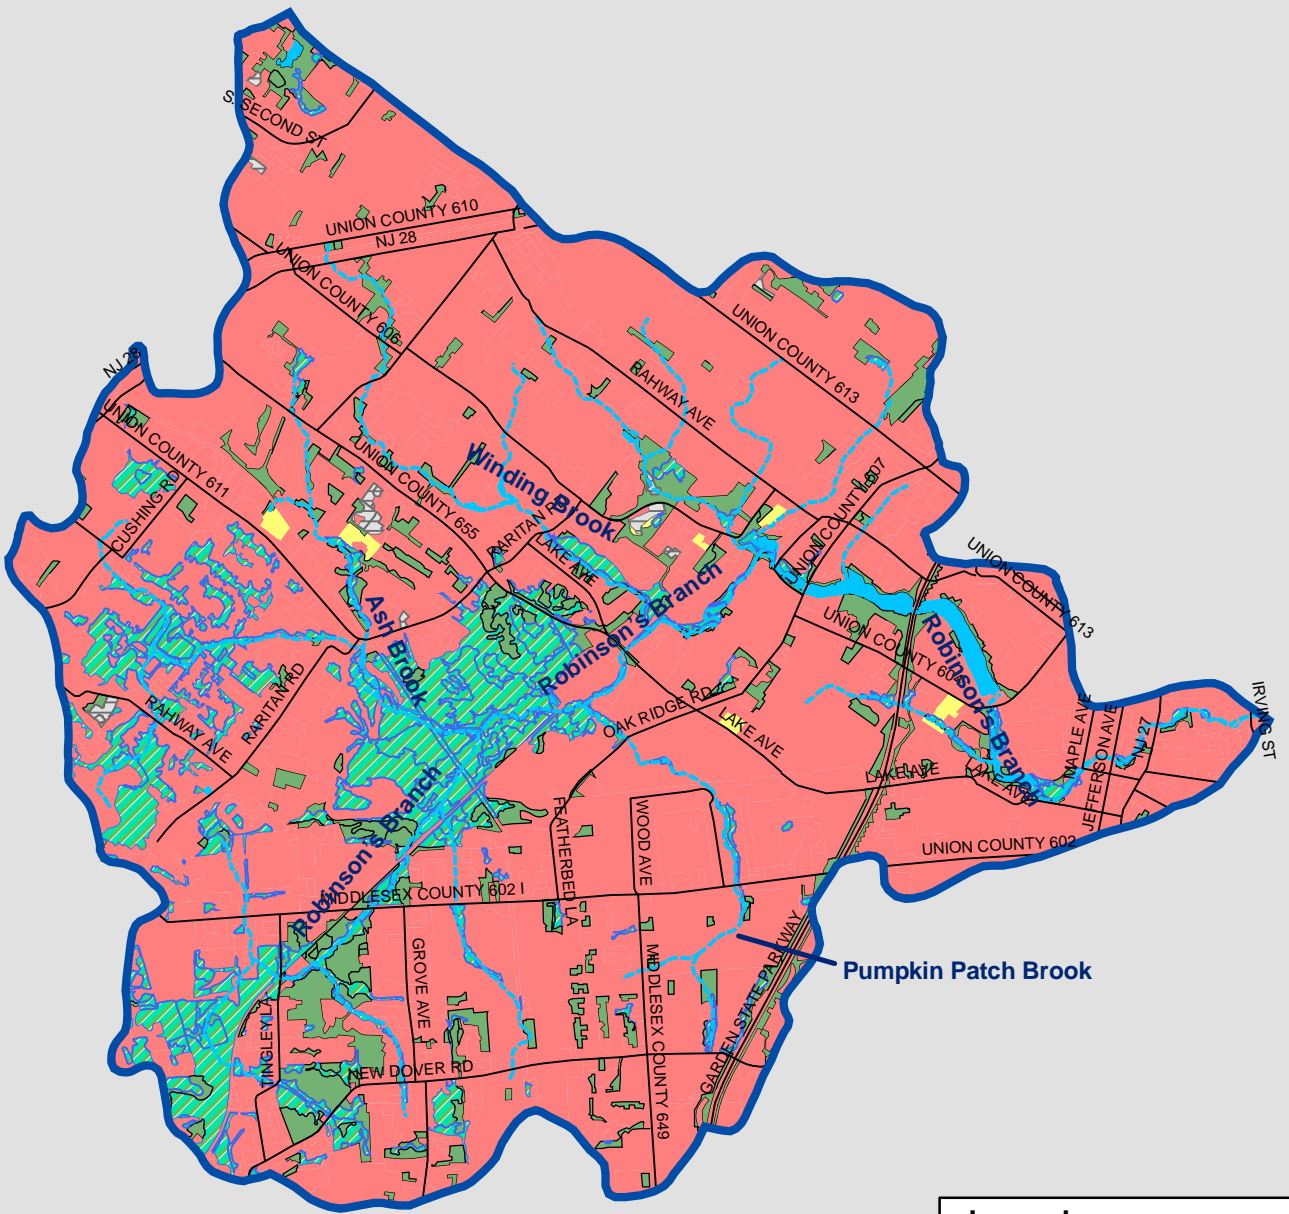 S. SECOND ST
UNION COUNTY 610
NJ 28
UNION COUNTY 606
UNION COUNTY 613
NJ 28
RAHWAY AVE
UNION COUNTY 611
UNION COUNTY 655
Winding Brook
CUSHING RD
RARITAN RD
UNION COUNTY 607
LAKE AVE
UNION COUNTY 613
Robinson's Branch
Ash Brook
UNION COUNTY 604
Robinson's Branch
RARITAN RD
RAHWAY AVE
OAK RIDGE RD
LAKE AVE
IRVING ST
MAPLE AVE
JEFFERSON AVE
NJ 27
LAKE AVE
LAKE AVE
Robinson's Branch
FEATHERBED LA
WOOD AVE
UNION COUNTY 602
MIDDLESEX COUNTY 602 I
GROVE AVE
MIDDLESEX COUNTY 649
GARDEN STATE PARKWAY
Pumpkin Patch Brook
TINGLEY LA
NEW DOVER RD